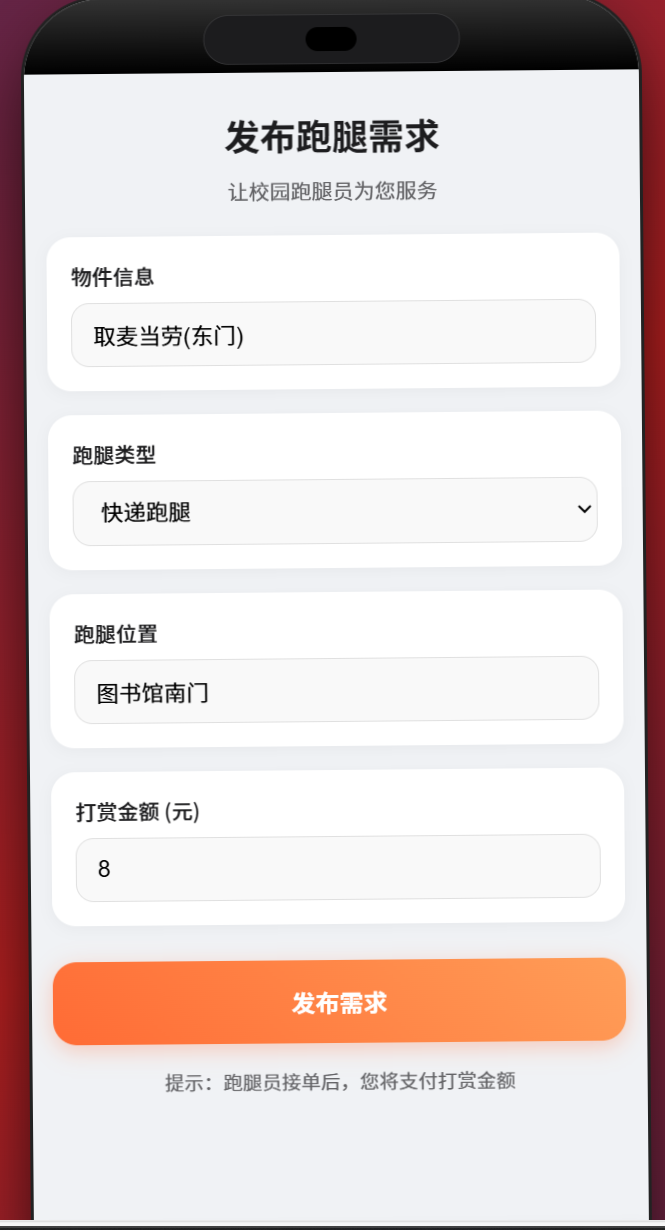 发布跑腿需求
让校园跑腿员为您服务
物件信息
取麦当劳(东门)
跑腿类型
快递跑腿
跑腿位置
图书馆南门
打赏金额 (元)
8
发布需求
提示：跑腿员接单后，您将支付打赏金额